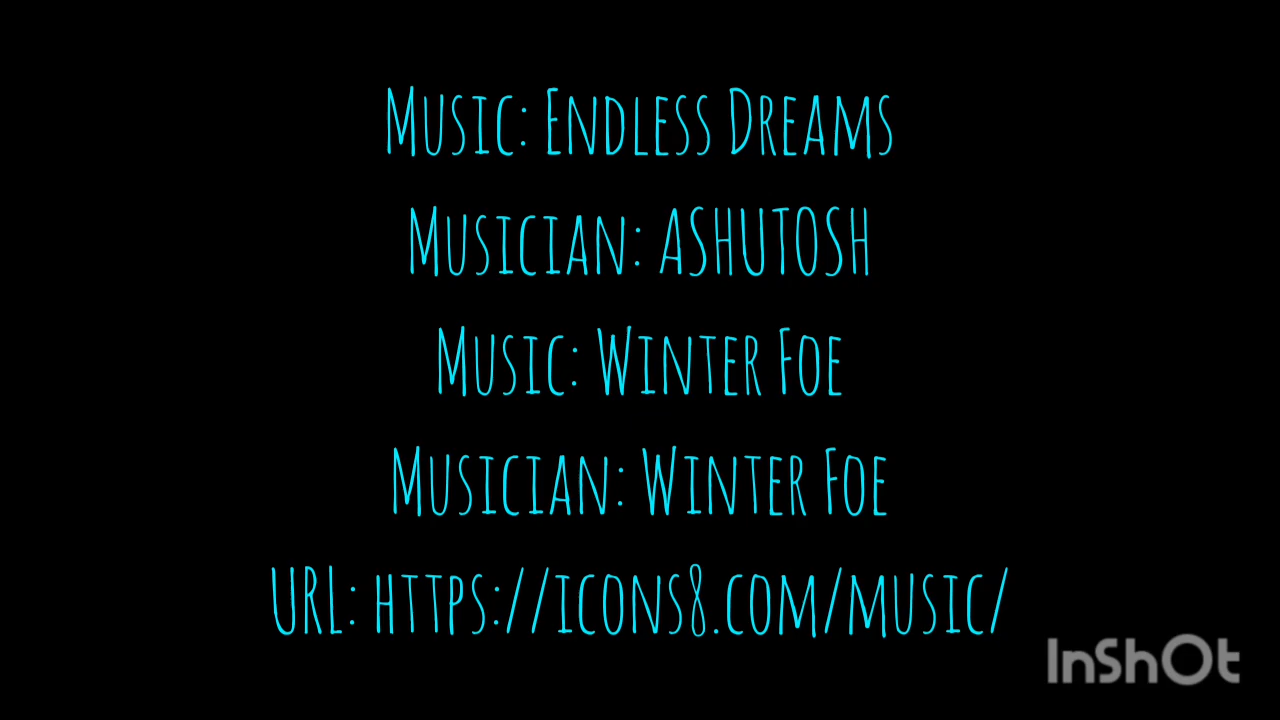 Music: Endless Dreams
Musician: ASHUTOSH
Music: Winter Foe
Musician: Winter Foe
URL: https://icons8.com/music/
InShOt